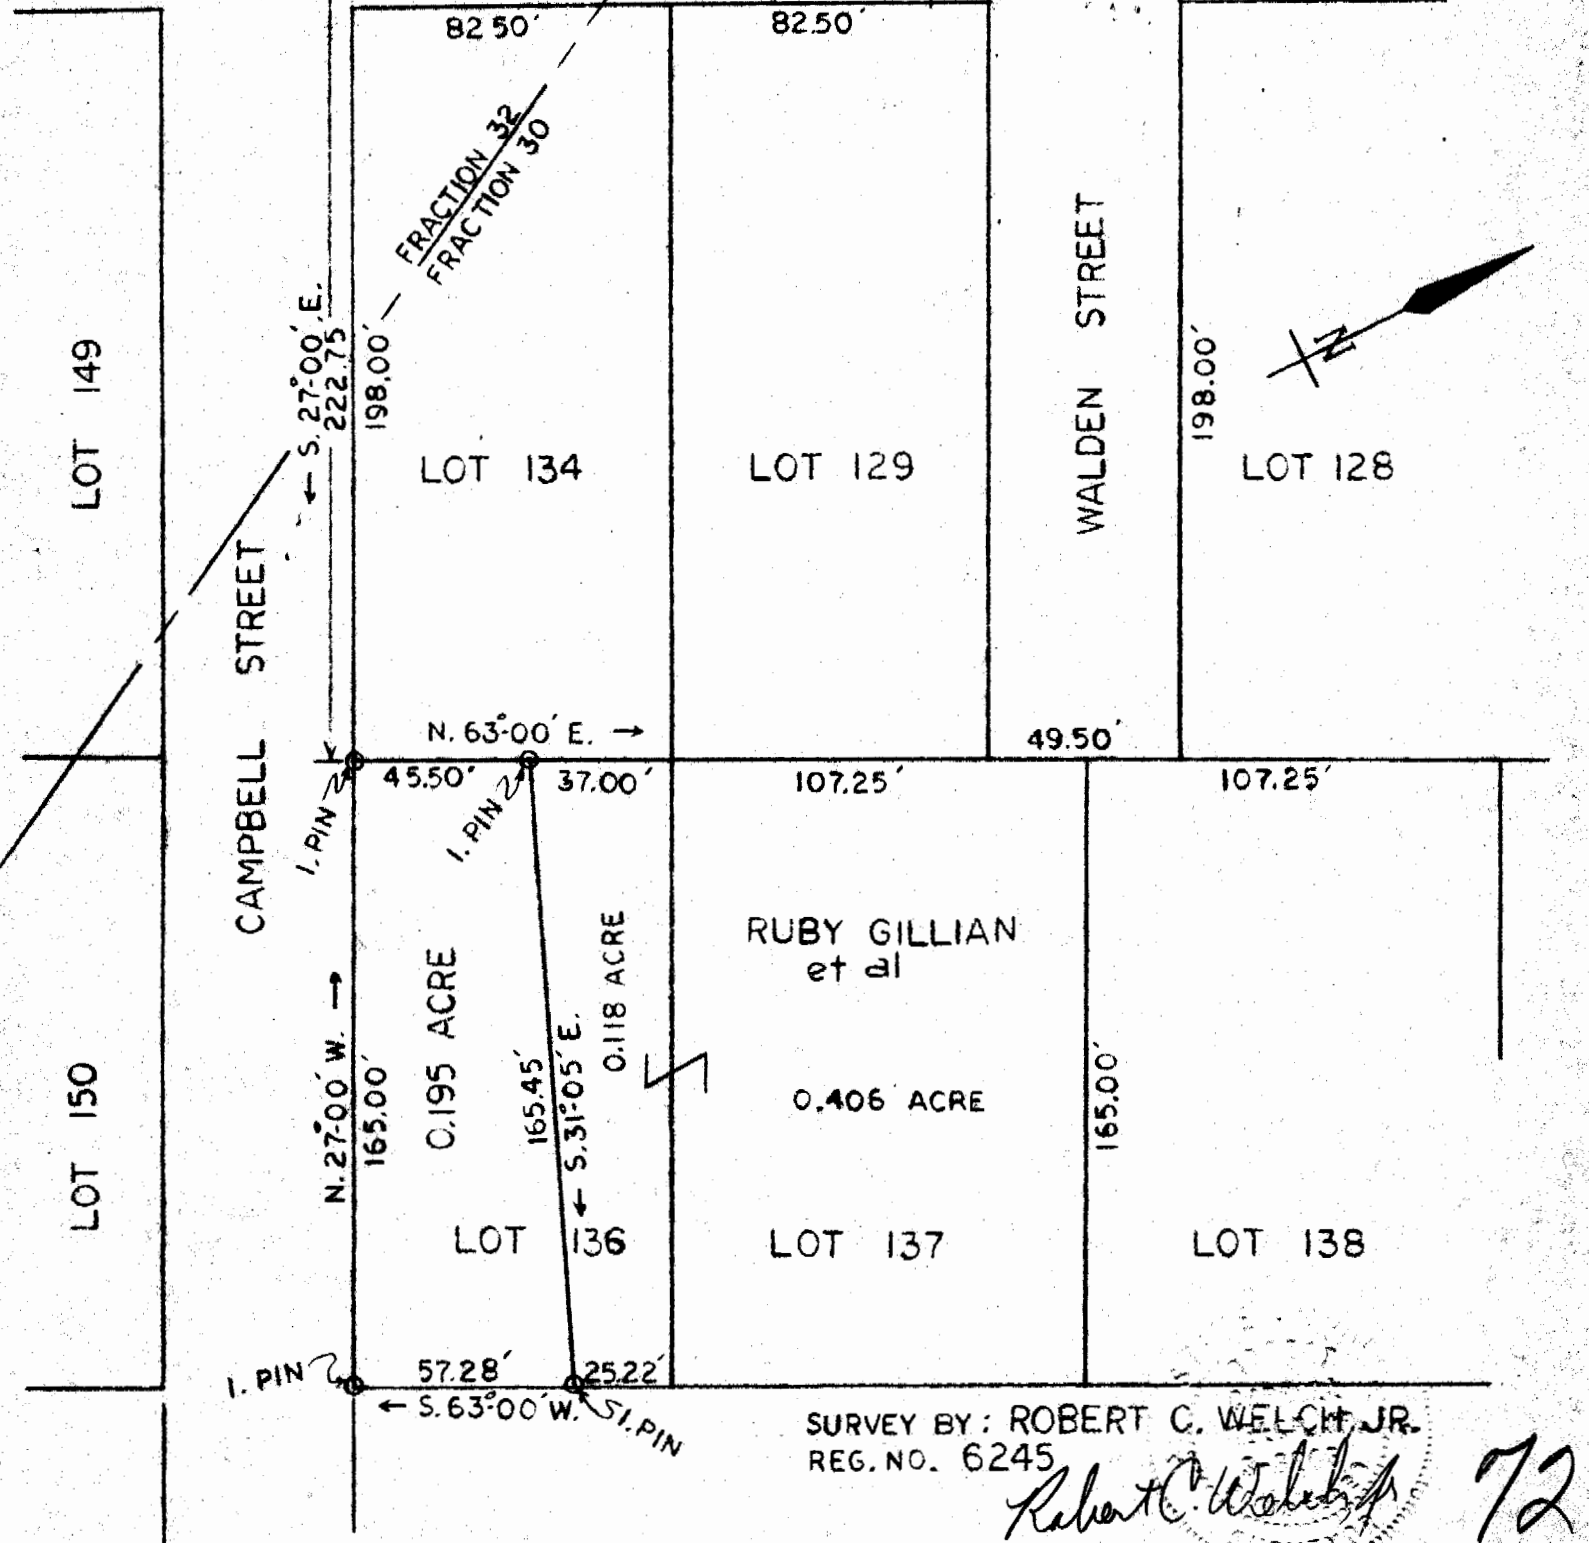 82.50'
82.50'
FRACTION 32
FRACTION 30
LOT 149
← S. 27°-00' E.
222.75
198.00'
LOT 134
LOT 129
WALDEN STREET
198.00'
LOT 128
N
CAMPBELL STREET
N. 63°-00' E. →
49.50'
45.50'
37.00'
107.25'
107.25'
I. PIN
I. PIN
RUBY GILLIAN
et al
0.406 ACRE
0.195 ACRE
0.118 ACRE
N. 27°-00' W. →
165.00'
165.45'
← S. 31°-05' E.
165.00'
LOT 150
LOT 136
LOT 137
LOT 138
I. PIN
57.28'
25.22'
← S. 63°-00' W.
I. PIN
SURVEY BY: ROBERT C. WELCH, JR.
REG. NO. 6245
Robert C. Welch Jr
72